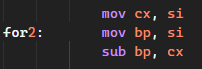 mov cx, si
for2: mov bp, si
sub bp, cx